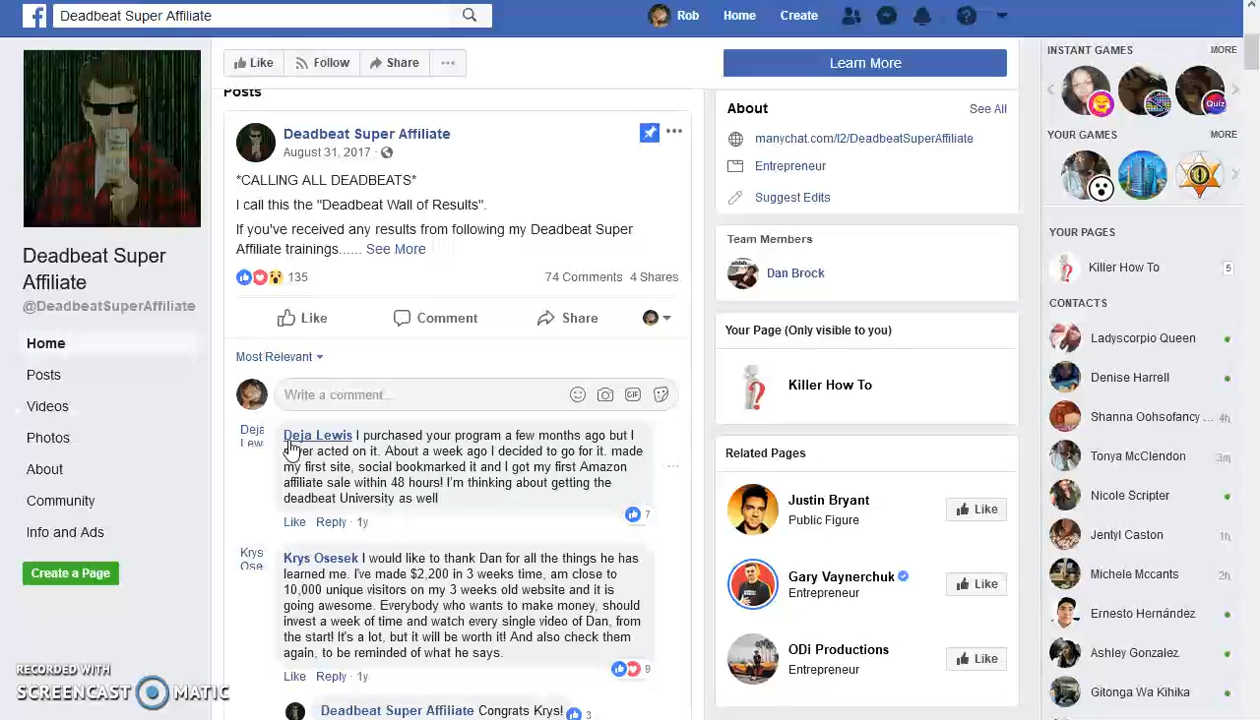 Deadbeat Super Affiliate
Rob
Home
Create
Deadbeat Super
Affiliate
@DeadbeatSuperAffiliate
Home
Posts
Videos
Photos
About
Community
Info and Ads
Create a Page
RECORDED WITH
SCREENCAST MATIC
Like
Follow
Share
Learn More
Posts
Deadbeat Super Affiliate
August 31, 2017
*CALLING ALL DEADBEATS*
I call this the "Deadbeat Wall of Results".
If you've received any results from following my Deadbeat Super
Affiliate trainings...... See More
135
74 Comments 4 Shares
Like
Comment
Share
Most Relevant
Write a comment...
GIF
Deja
Lewi
Deja Lewis I purchased your program a few months ago but I
er acted on it. About a week ago I decided to go for it. made
my first site, social bookmarked it and I got my first Amazon
affiliate sale within 48 hours! I'm thinking about getting the
deadbeat University as well
7
Like Reply 1y
Krys
Ose
Krys Osesek I would like to thank Dan for all the things he has
learned me. I've made $2,200 in 3 weeks time, am close to
10,000 unique visitors on my 3 weeks old website and it is
going awesome. Everybody who wants to make money, should
invest a week of time and watch every single video of Dan, from
the start! It's a lot, but it will be worth it! And also check them
again, to be reminded of what he says.
9
Like Reply 1y
Deadbeat Super Affiliate Congrats Krys!
3
About
See All
manychat.com/l2/DeadbeatSuperAffiliate
Entrepreneur
Suggest Edits
Team Members
Dan Brock
Your Page (Only visible to you)
Killer How To
Related Pages
Justin Bryant
Public Figure
Like
Gary Vaynerchuk
Entrepreneur
Like
ODi Productions
Entrepreneur
Like
INSTANT GAMES
MORE
Quiz
YOUR GAMES
MORE
YOUR PAGES
Killer How To
5
CONTACTS
Ladyscorpio Queen
Denise Harrell
Shanna Oohsofancy ...
4h
Tonya McClendon
3m
Nicole Scripter
Jentyl Caston
1h
Michele Mccants
2h
Ernesto Hernández
Ashley Gonzalez
Gitonga Wa Kihika